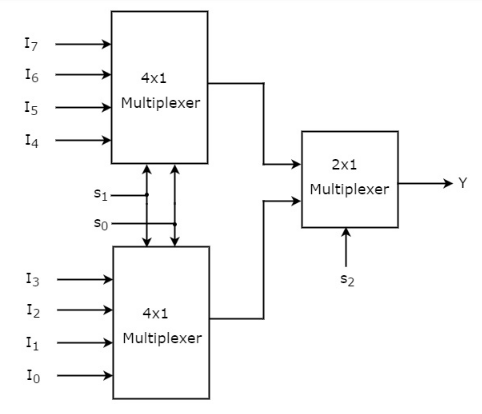 I7
I6
I5
I4
4x1
Multiplexer
s1
s0
2x1
Multiplexer
Y
s2
I3
I2
I1
I0
4x1
Multiplexer